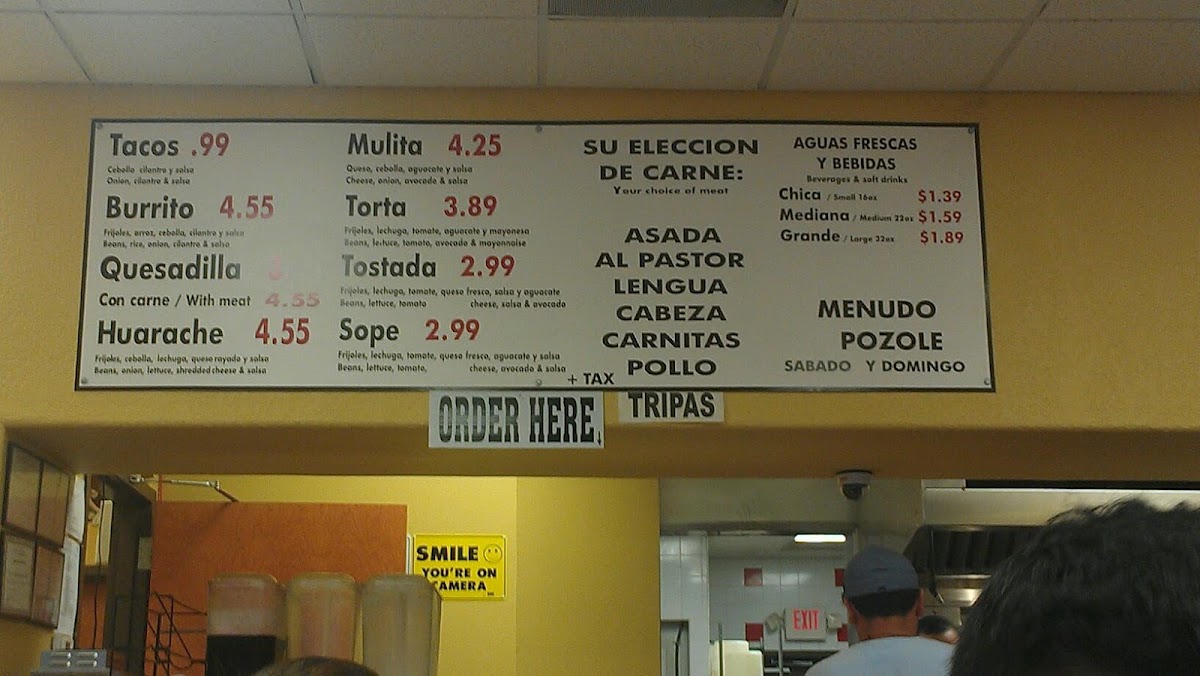 Tacos .99
Cebolla cilantro y salsa
Onion, cilantro & salsa
Burrito 4.55
Frijoles, arroz, cebolla, cilantro y salsa
Beans, rice, onion, cilantro & salsa
Quesadilla
Con carne / With meat 4.55
Huarache 4.55
Frijoles, cebolla, lechuga, queso rayado y salsa
Beans, onion, lettuce, shredded cheese & salsa
Mulita 4.25
Queso, cebolla, aguacate y salsa
Cheese, onion, avocado & salsa
Torta 3.89
Frijoles, lechuga, tomate, aguacate y mayonesa
Beans, lettuce, tomato, avocado & mayonnaise
Tostada 2.99
Frijoles, lechuga, tomate, queso fresco, salsa y aguacate
Beans, lettuce, tomato cheese, salsa & avocado
Sope 2.99
Frijoles, lechuga, tomate, queso fresco, aguacate y salsa
Beans, lettuce, tomato, cheese, avocado & salsa
+ TAX
SU ELECCION
DE CARNE:
Your choice of meat
ASADA
AL PASTOR
LENGUA
CABEZA
CARNITAS
POLLO
TRIPAS
AGUAS FRESCAS
Y BEBIDAS
Beverages & soft drinks
Chica / Small 16oz $1.39
Mediana / Medium 22oz $1.59
Grande / Large 32oz $1.89
MENUDO
POZOLE
SABADO Y DOMINGO
ORDER HERE
SMILE
YOU'RE ON
CAMERA
EXIT